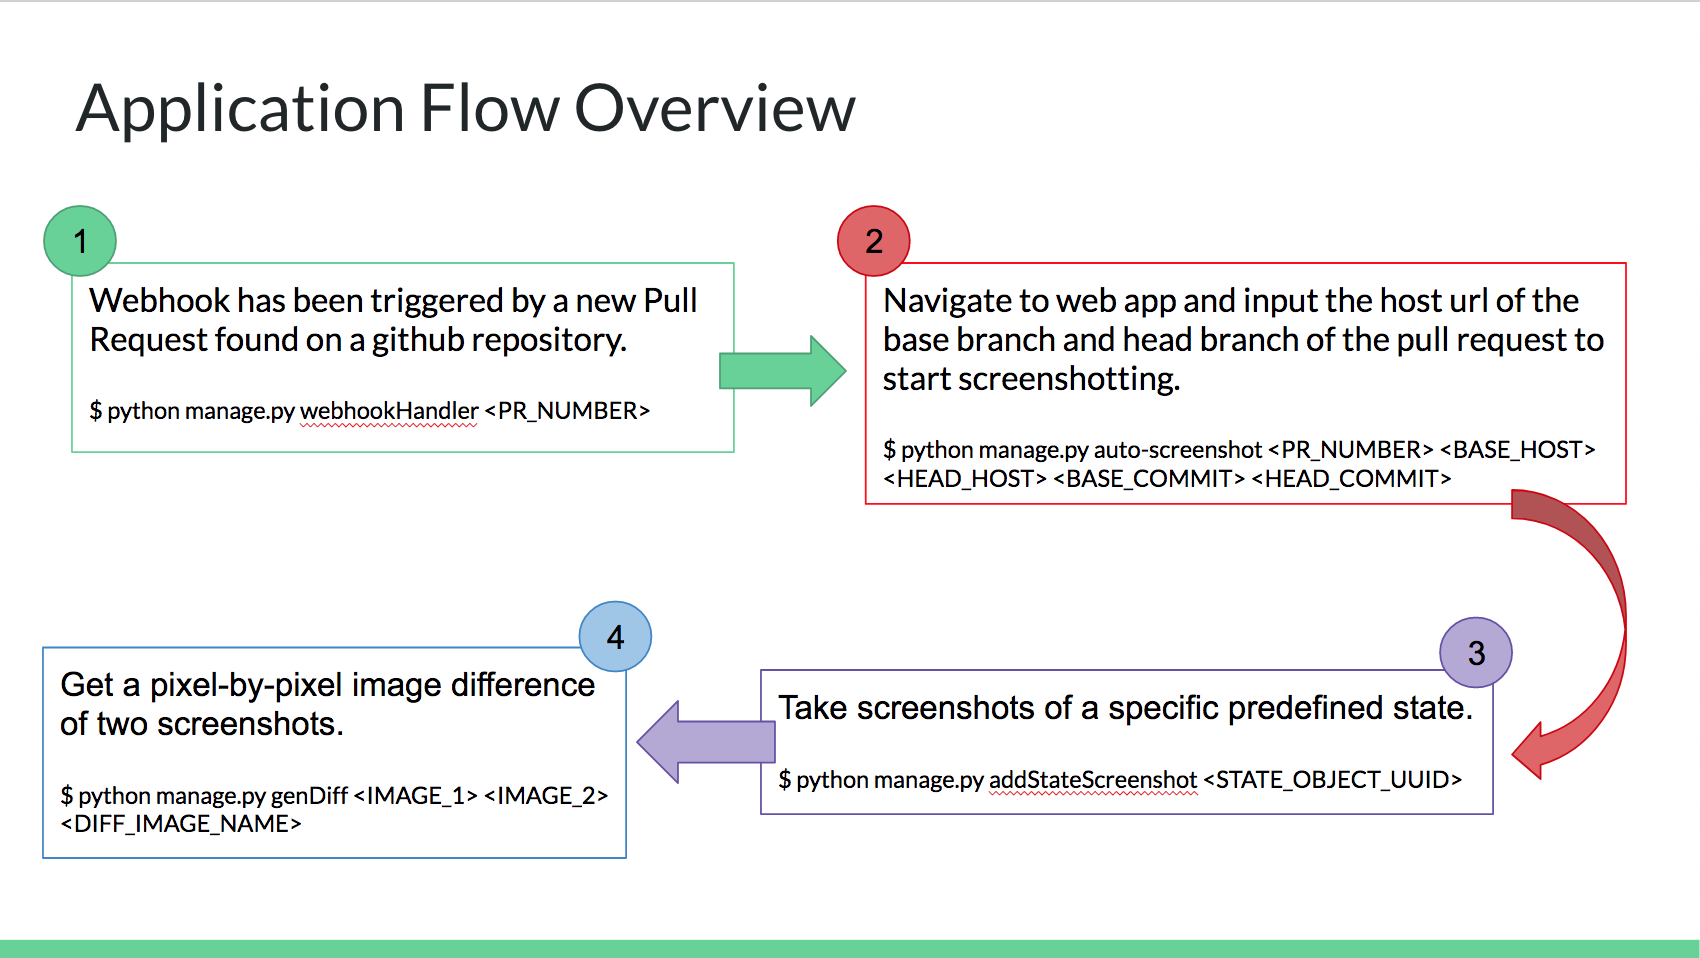 Application Flow Overview
1
Webhook has been triggered by a new Pull
Request found on a github repository.
$ python manage.py webhookHandler <PR_NUMBER>
2
Navigate to web app and input the host url of the
base branch and head branch of the pull request to
start screenshotting.
$ python manage.py auto-screenshot <PR_NUMBER> <BASE_HOST>
<HEAD_HOST> <BASE_COMMIT> <HEAD_COMMIT>
3
Take screenshots of a specific predefined state.
$ python manage.py addStateScreenshot <STATE_OBJECT_UUID>
4
Get a pixel-by-pixel image difference
of two screenshots.
$ python manage.py genDiff <IMAGE_1> <IMAGE_2>
<DIFF_IMAGE_NAME>